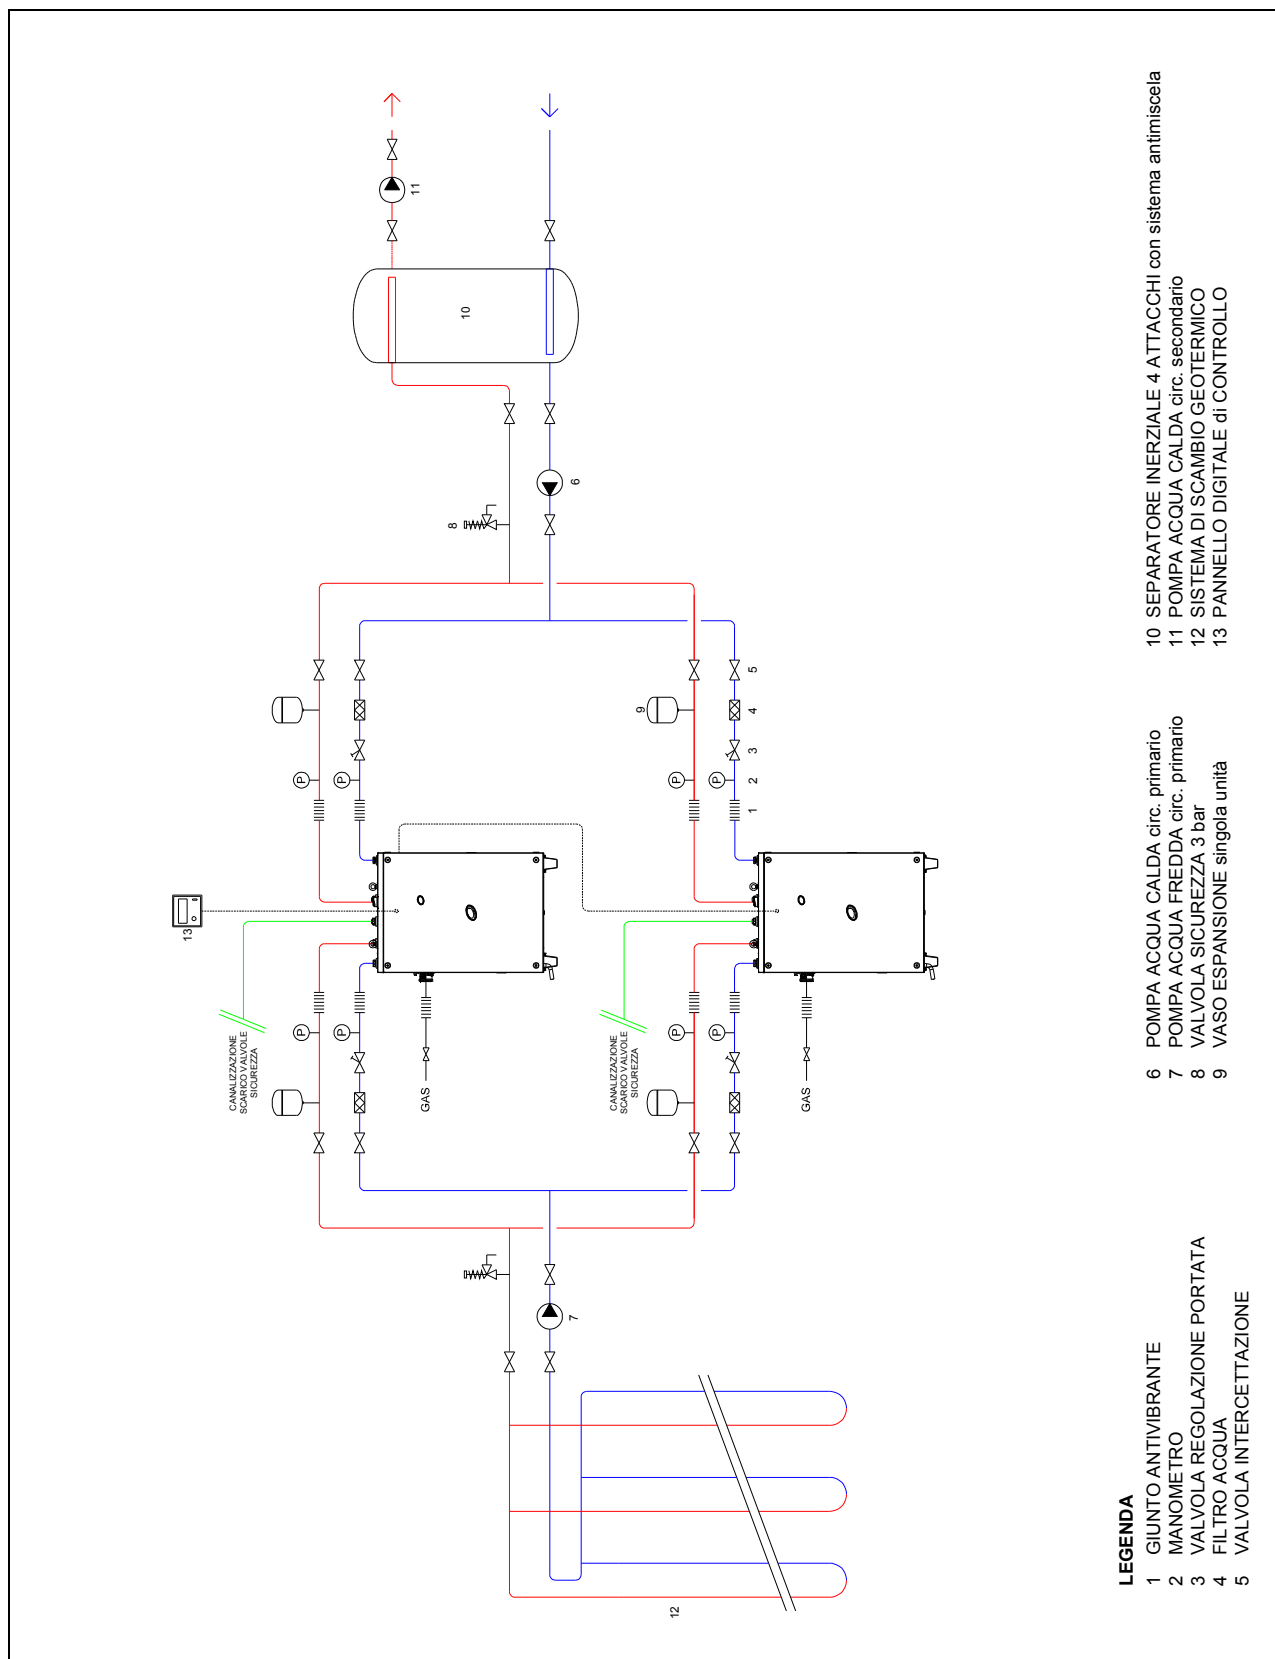 13
CANALIZZAZIONE
SCARICO VALVOLE
SICUREZZA
GAS
P
P
P
P
11
10
8
6
7
12
CANALIZZAZIONE
SCARICO VALVOLE
SICUREZZA
GAS
P
P
P
P
9
1
2
3
4
5
LEGENDA
1 GIUNTO ANTIVIBRANTE
2 MANOMETRO
3 VALVOLA REGOLAZIONE PORTATA
4 FILTRO ACQUA
5 VALVOLA INTERCETTAZIONE
6 POMPA ACQUA CALDA circ. primario
7 POMPA ACQUA FREDDA circ. primario
8 VALVOLA SICUREZZA 3 bar
9 VASO ESPANSIONE singola unità
10 SEPARATORE INERZIALE 4 ATTACCHI con sistema antimiscela
11 POMPA ACQUA CALDA circ. secondario
12 SISTEMA DI SCAMBIO GEOTERMICO
13 PANNELLO DIGITALE di CONTROLLO